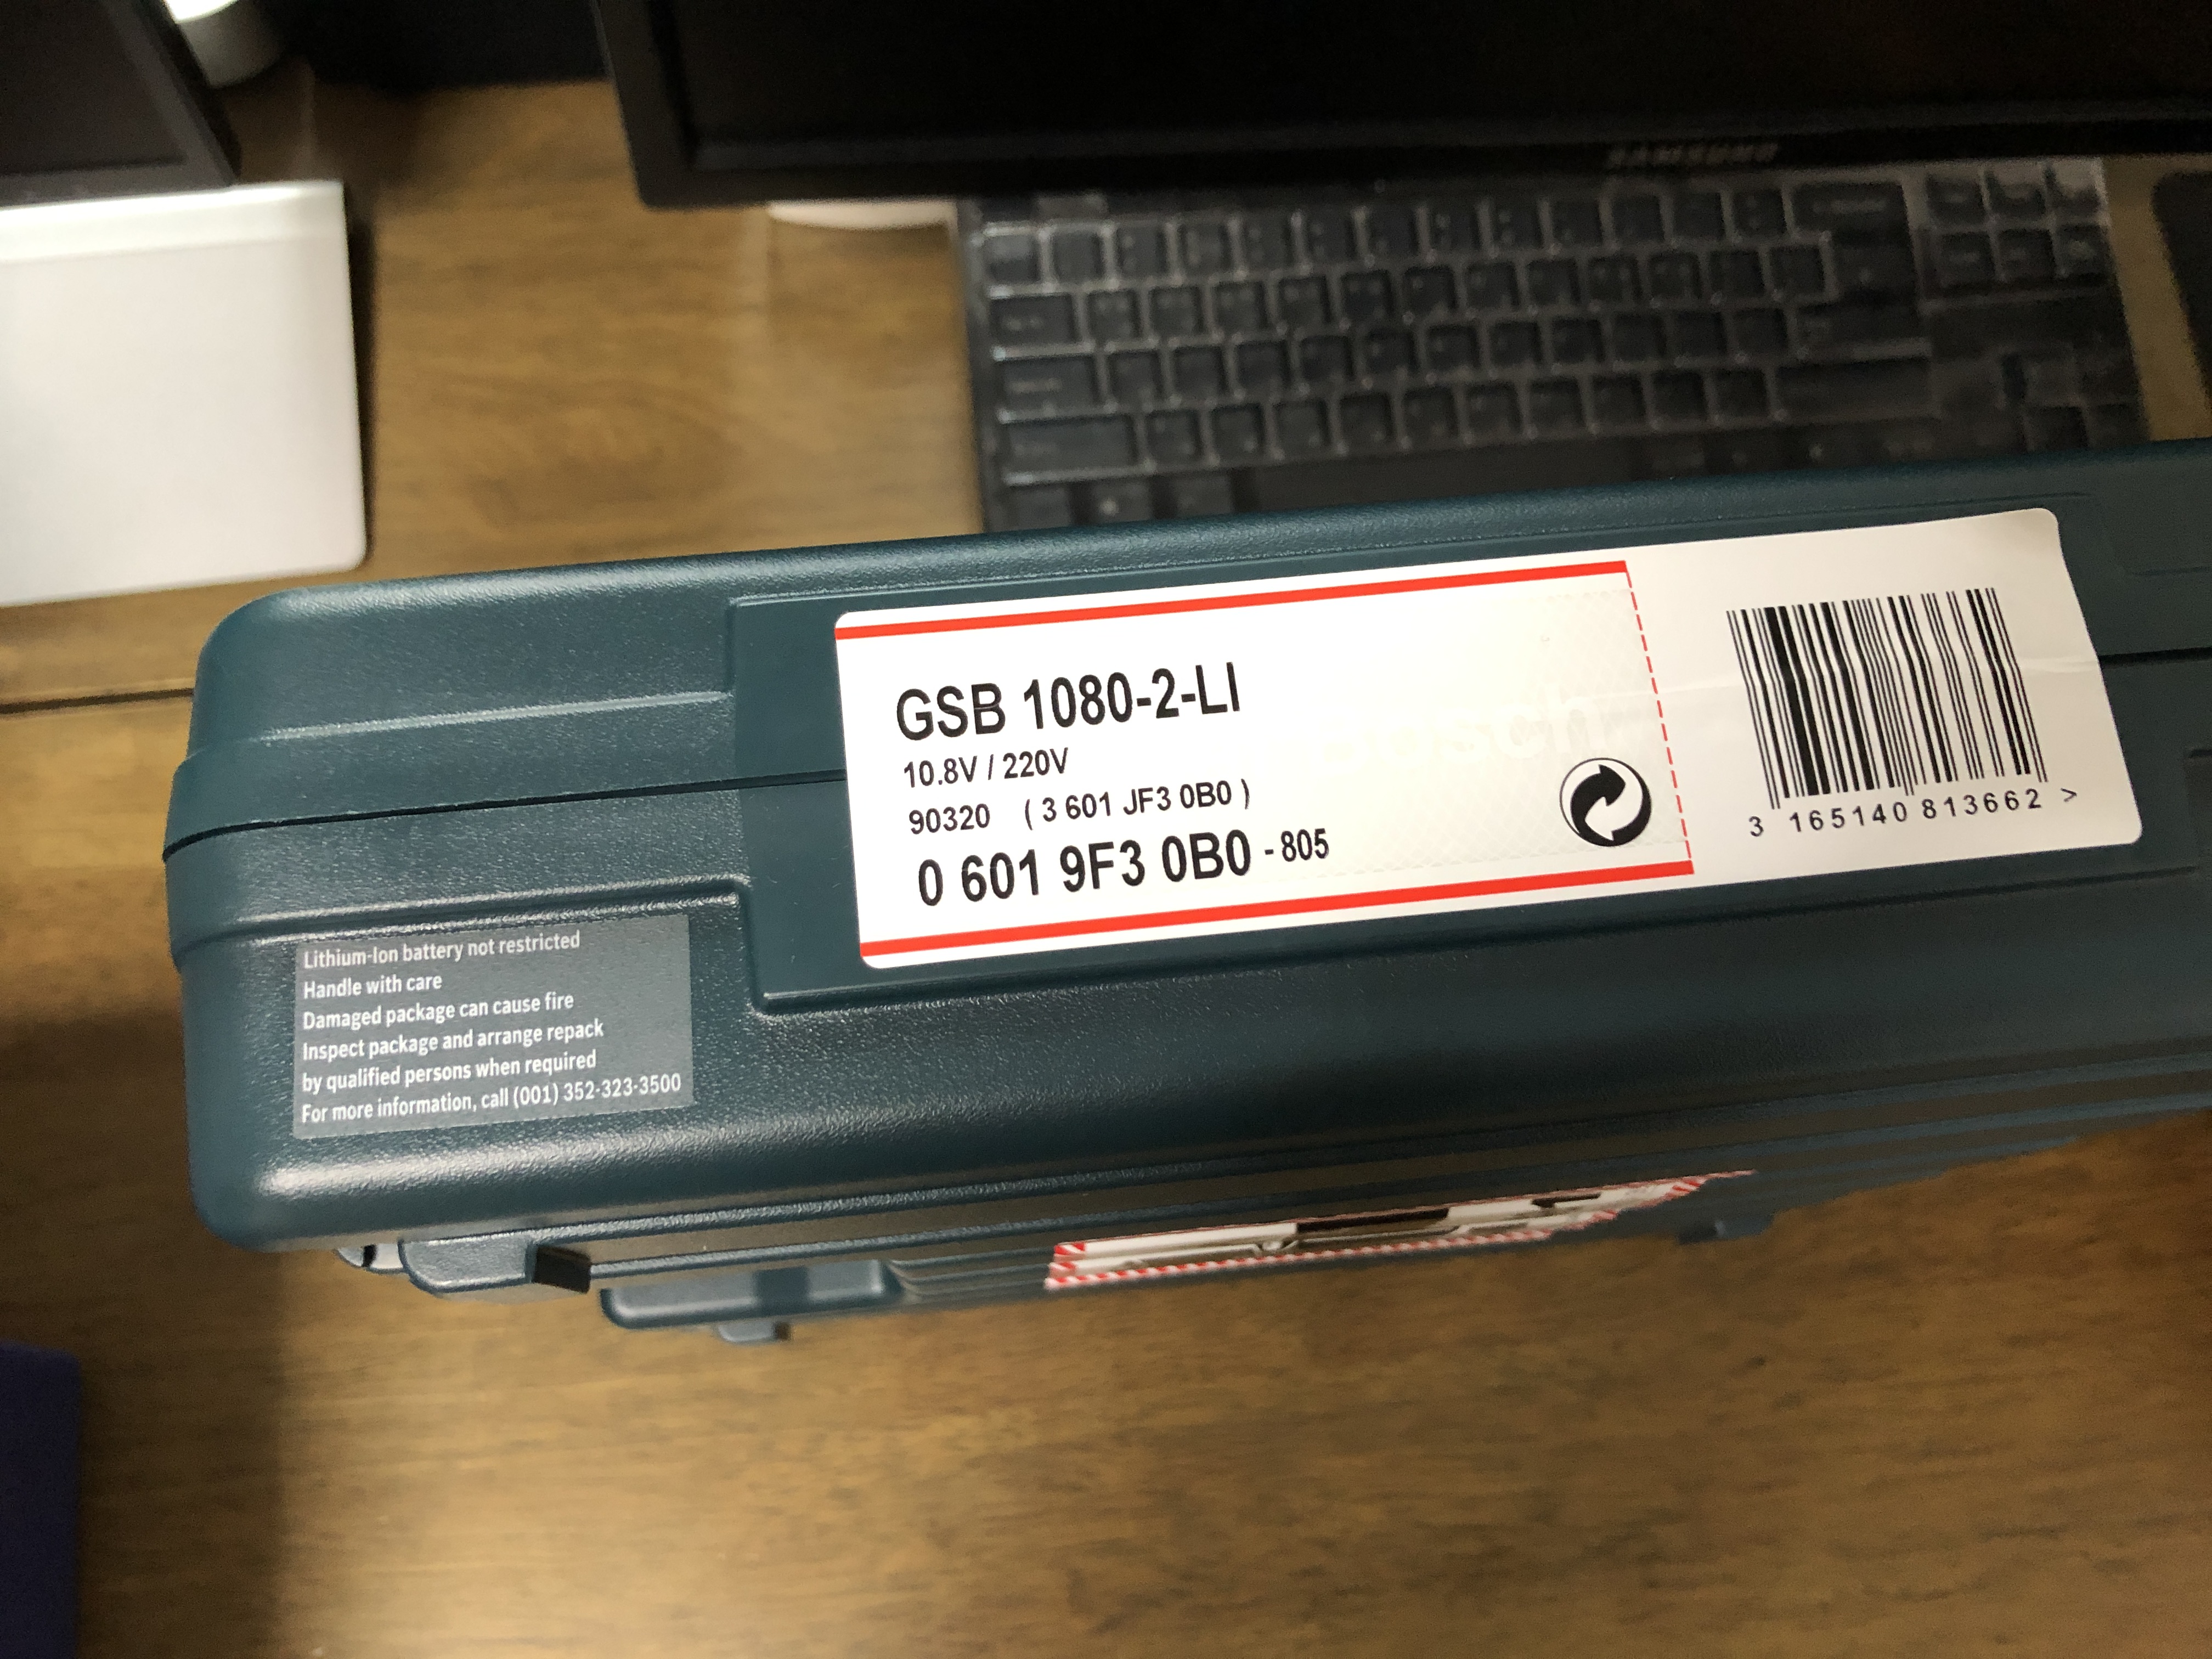 SAMSUNG
GSB 1080-2-LI
10.8V / 220V
90320 ( 3 601 JF3 0B0 )
0 601 9F3 0B0 - 805
3 165140 813662 >
Lithium-Ion battery not restricted
Handle with care
Damaged package can cause fire
Inspect package and arrange repack
by qualified persons when required
For more information, call (001) 352-323-3500